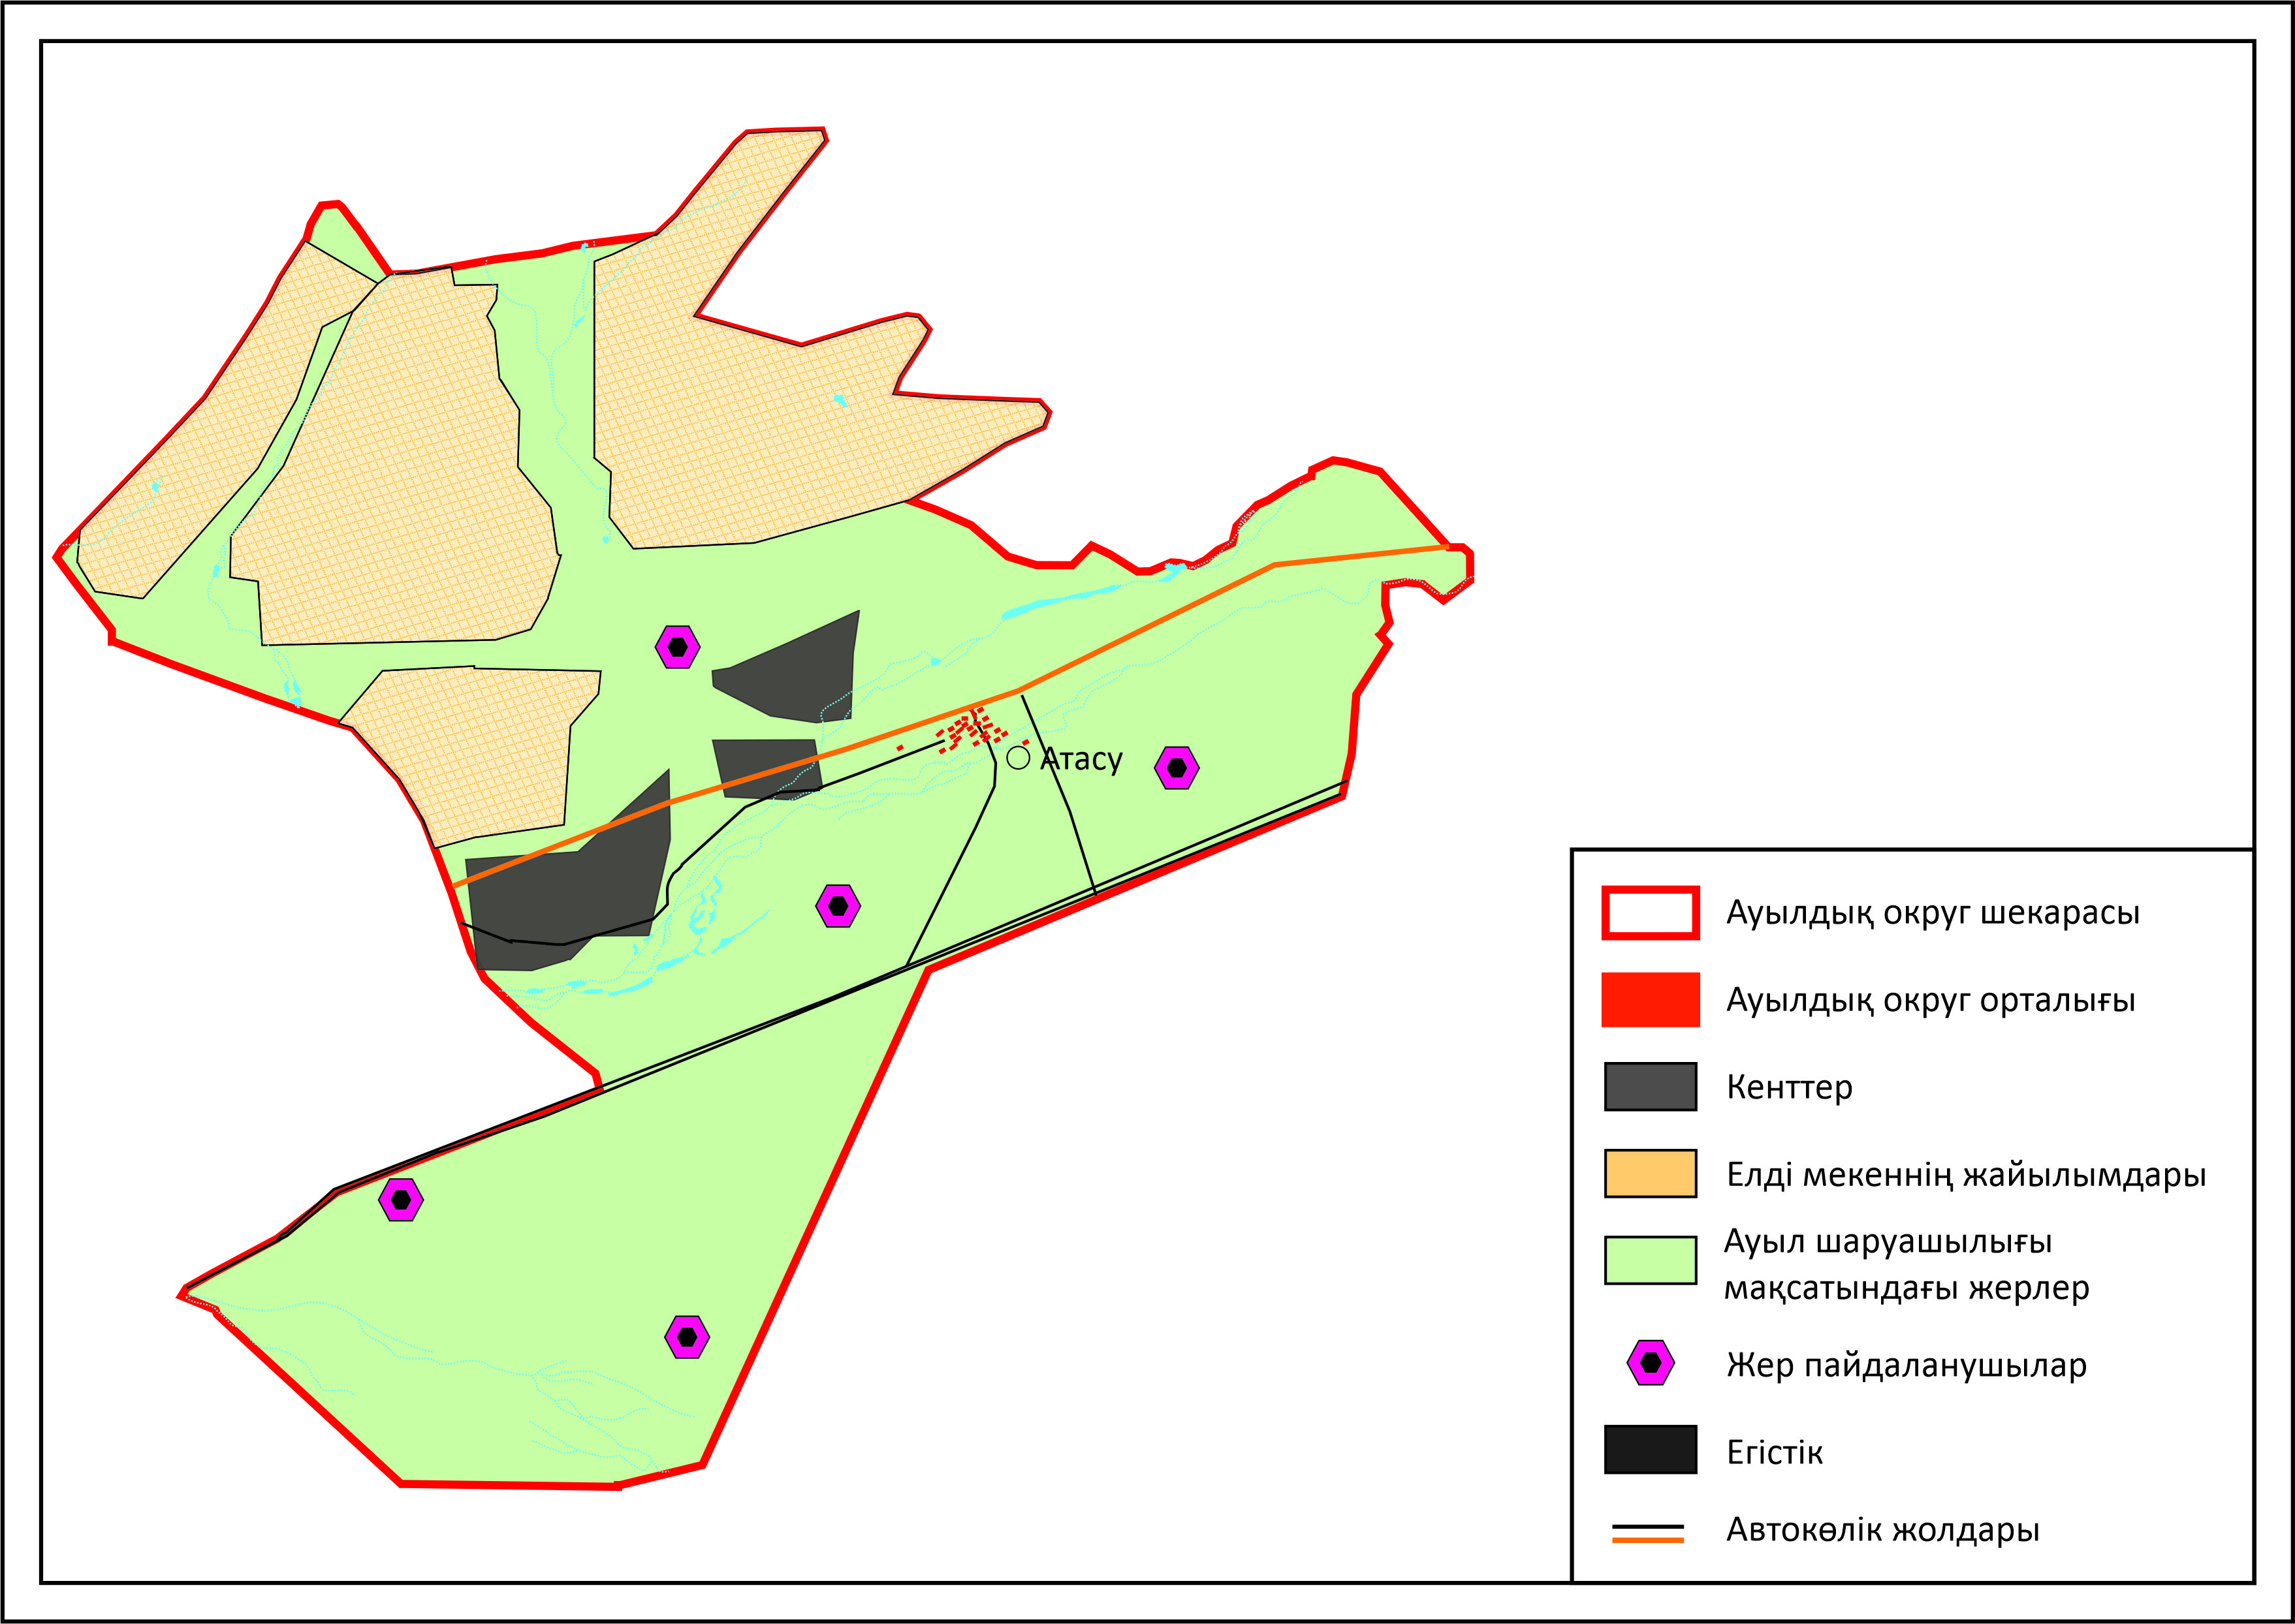 Атасу
Ауылдық округ шекарасы
Ауылдық округ орталығы
Кенттер
Елді мекеннің жайылымдары
Ауыл шаруашылығы
мақсатындағы жерлер
Жер пайдаланушылар
Егістік
Автокөлік жолдары